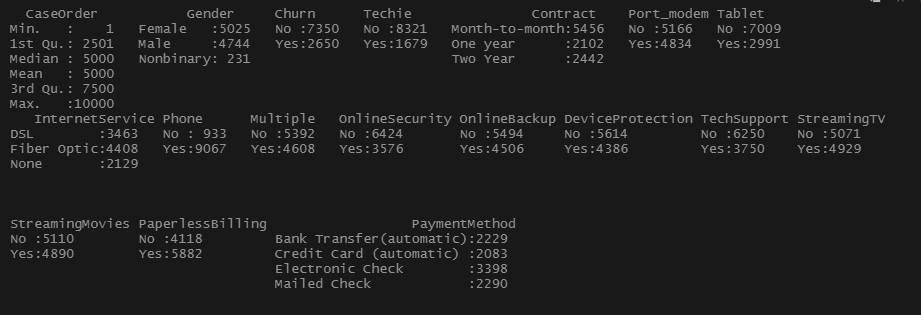 CaseOrder Gender Churn Techie Contract Port_modem Tablet
Min. : 1 Female :5025 No :7350 No :8321 Month-to-month:5456 No :5166 No :7009
1st Qu.: 2501 Male :4744 Yes:2650 Yes:1679 One year :2102 Yes:4834 Yes:2991
Median : 5000 Nonbinary: 231 Two Year :2442
Mean : 5000
3rd Qu.: 7500
Max. :10000
InternetService Phone Multiple OnlineSecurity OnlineBackup DeviceProtection TechSupport StreamingTV
DSL :3463 No : 933 No :5392 No :6424 No :5494 No :5614 No :6250 No :5071
Fiber Optic:4408 Yes:9067 Yes:4608 Yes:3576 Yes:4506 Yes:4386 Yes:3750 Yes:4929
None :2129
StreamingMovies PaperlessBilling PaymentMethod
No :5110 No :4118 Bank Transfer(automatic):2229
Yes:4890 Yes:5882 Credit Card (automatic) :2083
Electronic Check :3398
Mailed Check :2290